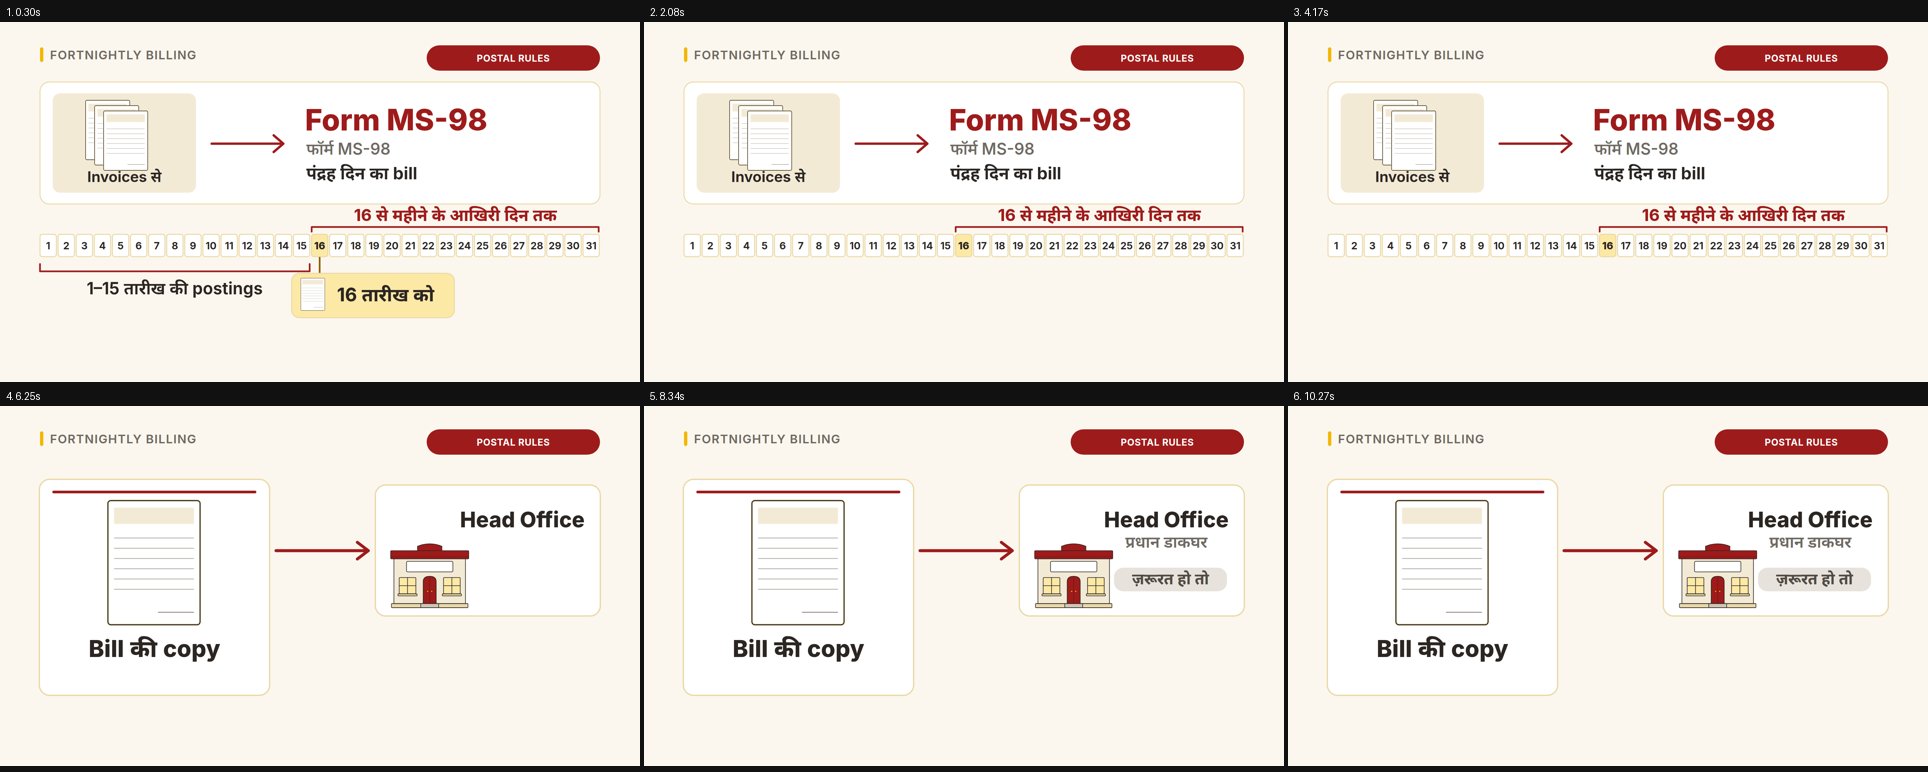 1. 0.30s
FORTNIGHTLY BILLING
POSTAL RULES
Invoices से
Form MS-98
फॉर्म MS-98
पंद्रह दिन का bill
16 से महीने के आखिरी दिन तक
1 2 3 4 5 6 7 8 9 10 11 12 13 14 15 16 17 18 19 20 21 22 23 24 25 26 27 28 29 30 31
1–15 तारीख की postings
16 तारीख को
2. 2.08s
FORTNIGHTLY BILLING
POSTAL RULES
Invoices से
Form MS-98
फॉर्म MS-98
पंद्रह दिन का bill
16 से महीने के आखिरी दिन तक
1 2 3 4 5 6 7 8 9 10 11 12 13 14 15 16 17 18 19 20 21 22 23 24 25 26 27 28 29 30 31
3. 4.17s
FORTNIGHTLY BILLING
POSTAL RULES
Invoices से
Form MS-98
फॉर्म MS-98
पंद्रह दिन का bill
16 से महीने के आखिरी दिन तक
1 2 3 4 5 6 7 8 9 10 11 12 13 14 15 16 17 18 19 20 21 22 23 24 25 26 27 28 29 30 31
4. 6.25s
FORTNIGHTLY BILLING
POSTAL RULES
Bill की copy
Head Office
5. 8.34s
FORTNIGHTLY BILLING
POSTAL RULES
Bill की copy
Head Office
प्रधान डाकघर
ज़रूरत हो तो
6. 10.27s
FORTNIGHTLY BILLING
POSTAL RULES
Bill की copy
Head Office
प्रधान डाकघर
ज़रूरत हो तो